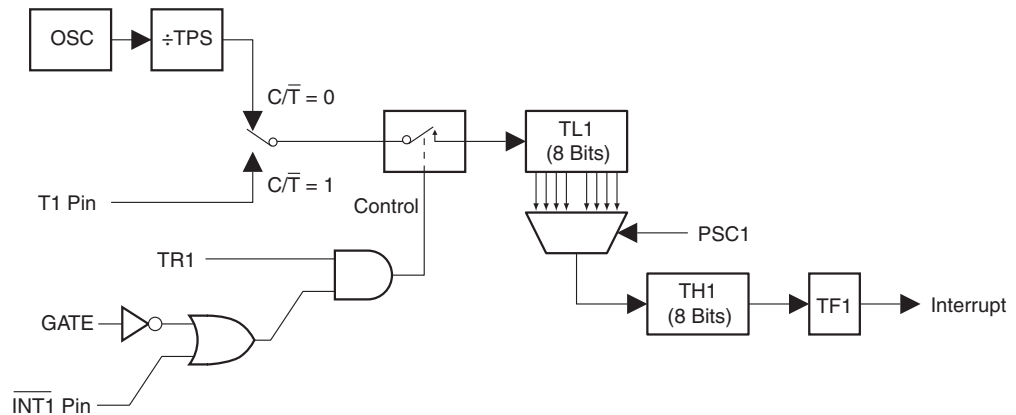 OSC
÷TPS
C/T̅ = 0
C/T̅ = 1
T1 Pin
Control
TL1
(8 Bits)
PSC1
TR1
TH1
(8 Bits)
TF1
Interrupt
GATE
I̅N̅T̅1̅ Pin